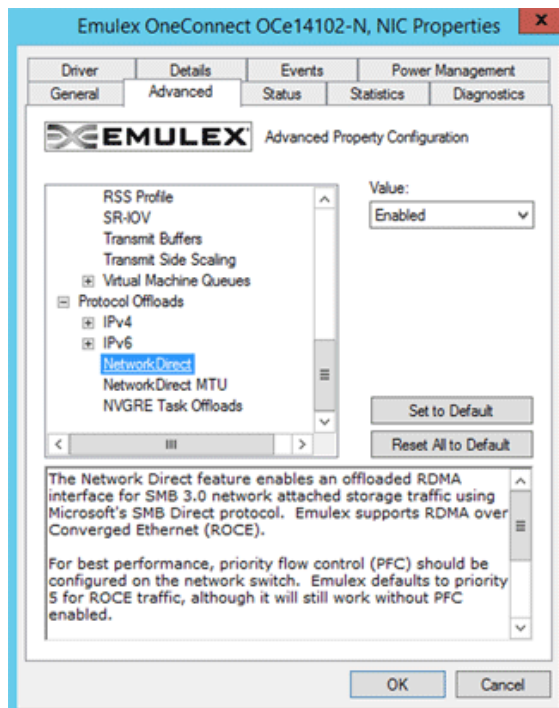 Emulex OneConnect OCe14102-N, NIC Properties
x
Driver Details Events Power Management
General Advanced Status Statistics Diagnostics
EMULEX Advanced Property Configuration
RSS Profile
SR-IOV
Transmit Buffers
Transmit Side Scaling
Virtual Machine Queues
Protocol Offloads
IPv4
IPv6
NetworkDirect
NetworkDirect MTU
NVGRE Task Offloads
Value:
Enabled
Set to Default
Reset All to Default
The Network Direct feature enables an offloaded RDMA
interface for SMB 3.0 network attached storage traffic using
Microsoft's SMB Direct protocol. Emulex supports RDMA over
Converged Ethernet (ROCE).
For best performance, priority flow control (PFC) should be
configured on the network switch. Emulex defaults to priority
5 for ROCE traffic, although it will still work without PFC
enabled.
OK Cancel